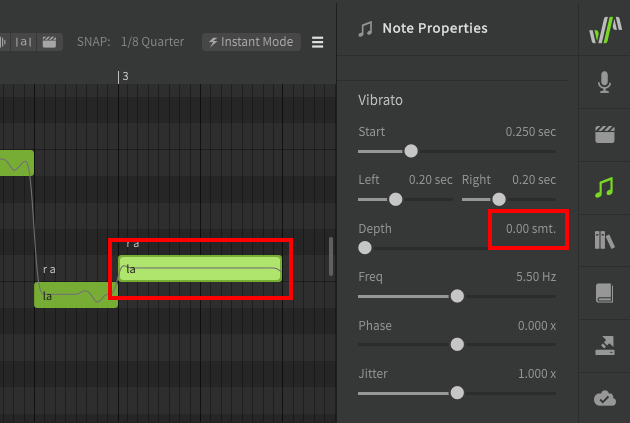 |a| SNAP: 1/8 Quarter Instant Mode
3
r a
la
r a
la
Note Properties
Vibrato
Start 0.250 sec
Left 0.20 sec Right 0.20 sec
Depth 0.00 smt.
Freq 5.50 Hz
Phase 0.000 x
Jitter 1.000 x